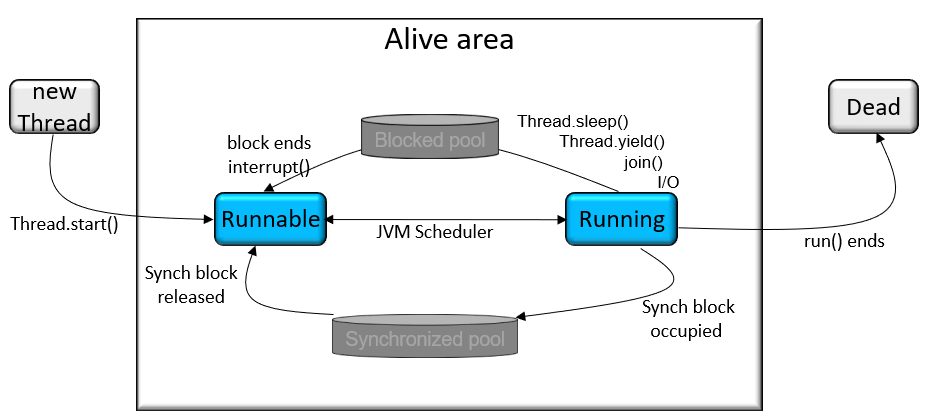 Alive area
new
Thread
Dead
Blocked pool
Thread.sleep()
Thread.yield()
join()
I/O
block ends
interrupt()
Runnable
Running
Thread.start()
JVM Scheduler
run() ends
Synch block
released
Synch block
occupied
Synchronized pool